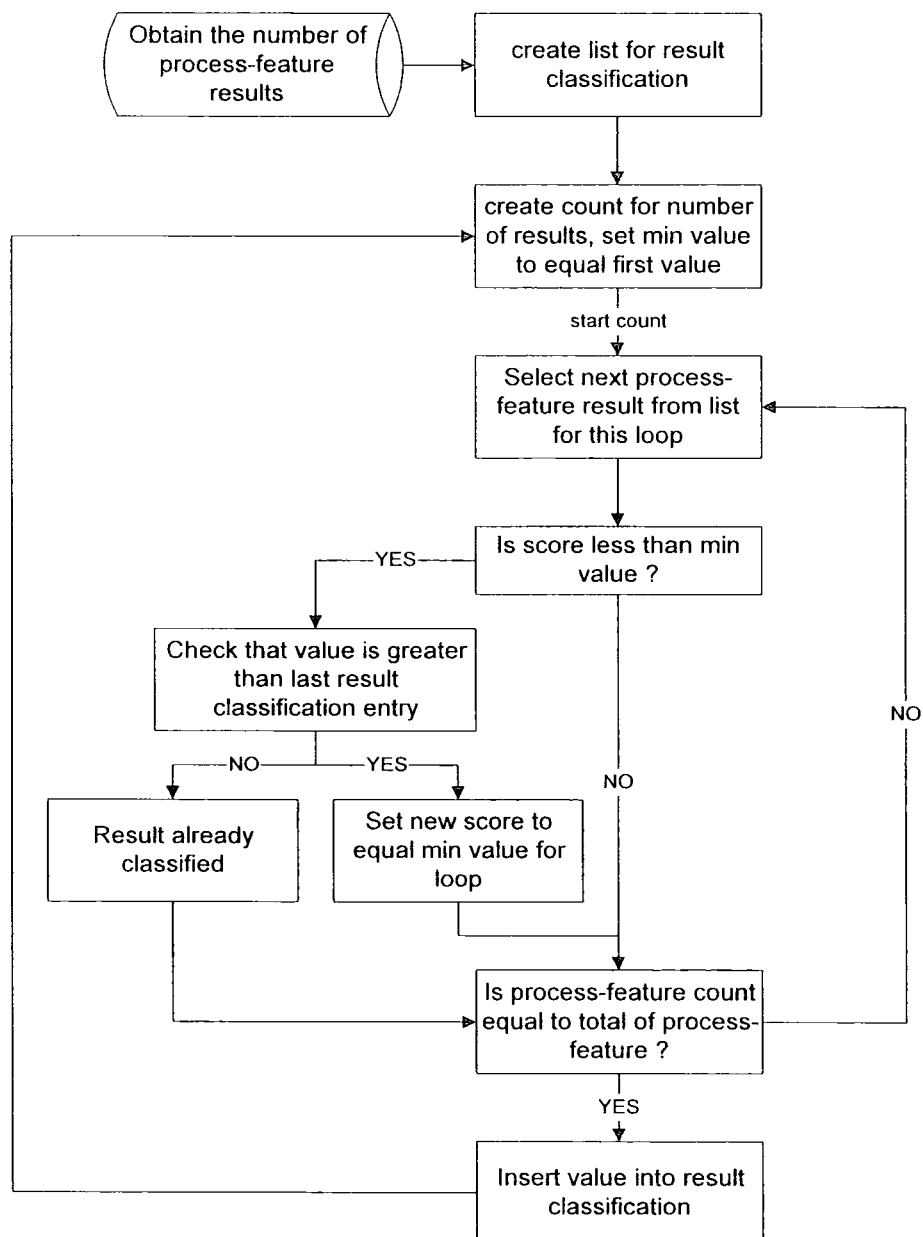 Obtain the number of
process-feature
results
create list for result
classification
create count for number
of results, set min value
to equal first value
start count
Select next process-
feature result from list
for this loop
Is score less than min
value ?
YES
Check that value is greater
than last result
classification entry
NO
YES
NO
NO
Result already
classified
Set new score to
equal min value for
loop
Is process-feature count
equal to total of process-
feature ?
YES
Insert value into result
classification